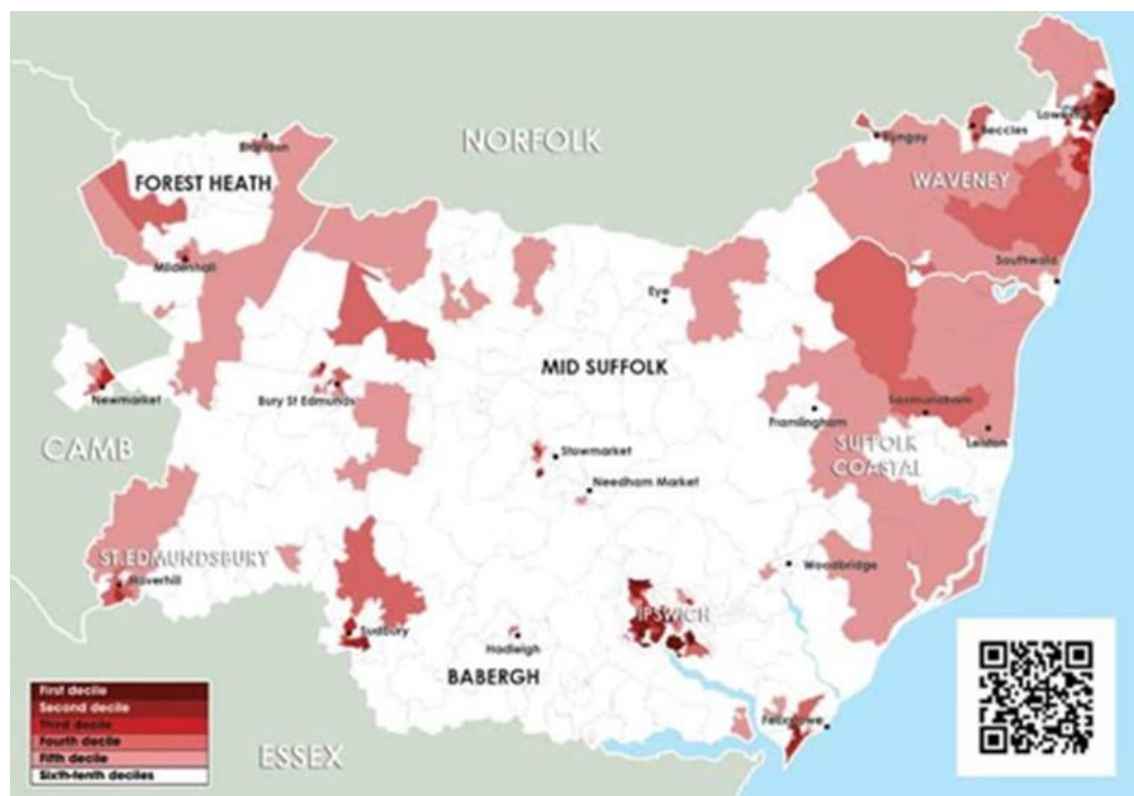 NORFOLK
Lowestoft
Brandon
Bungay
Beccles
FOREST HEATH
WAVENEY
Mildenhall
Southwold
Eye
MID SUFFOLK
Newmarket
Bury St Edmunds
Saxmundham
Framlingham
Leiston
CAMB
SUFFOLK
COASTAL
Stowmarket
Needham Market
ST EDMUNDSBURY
Haverhill
Woodbridge
IPSWICH
Sudbury
Hadleigh
BABERGH
Felixstowe
ESSEX
First decile
Second decile
Third decile
Fourth decile
Fifth decile
Sixth-tenth deciles